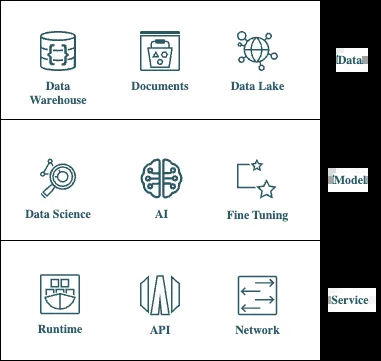 Data Warehouse
Documents
Data Lake
Data
Data Science
AI
Fine Tuning
Model
Runtime
API
Network
Service